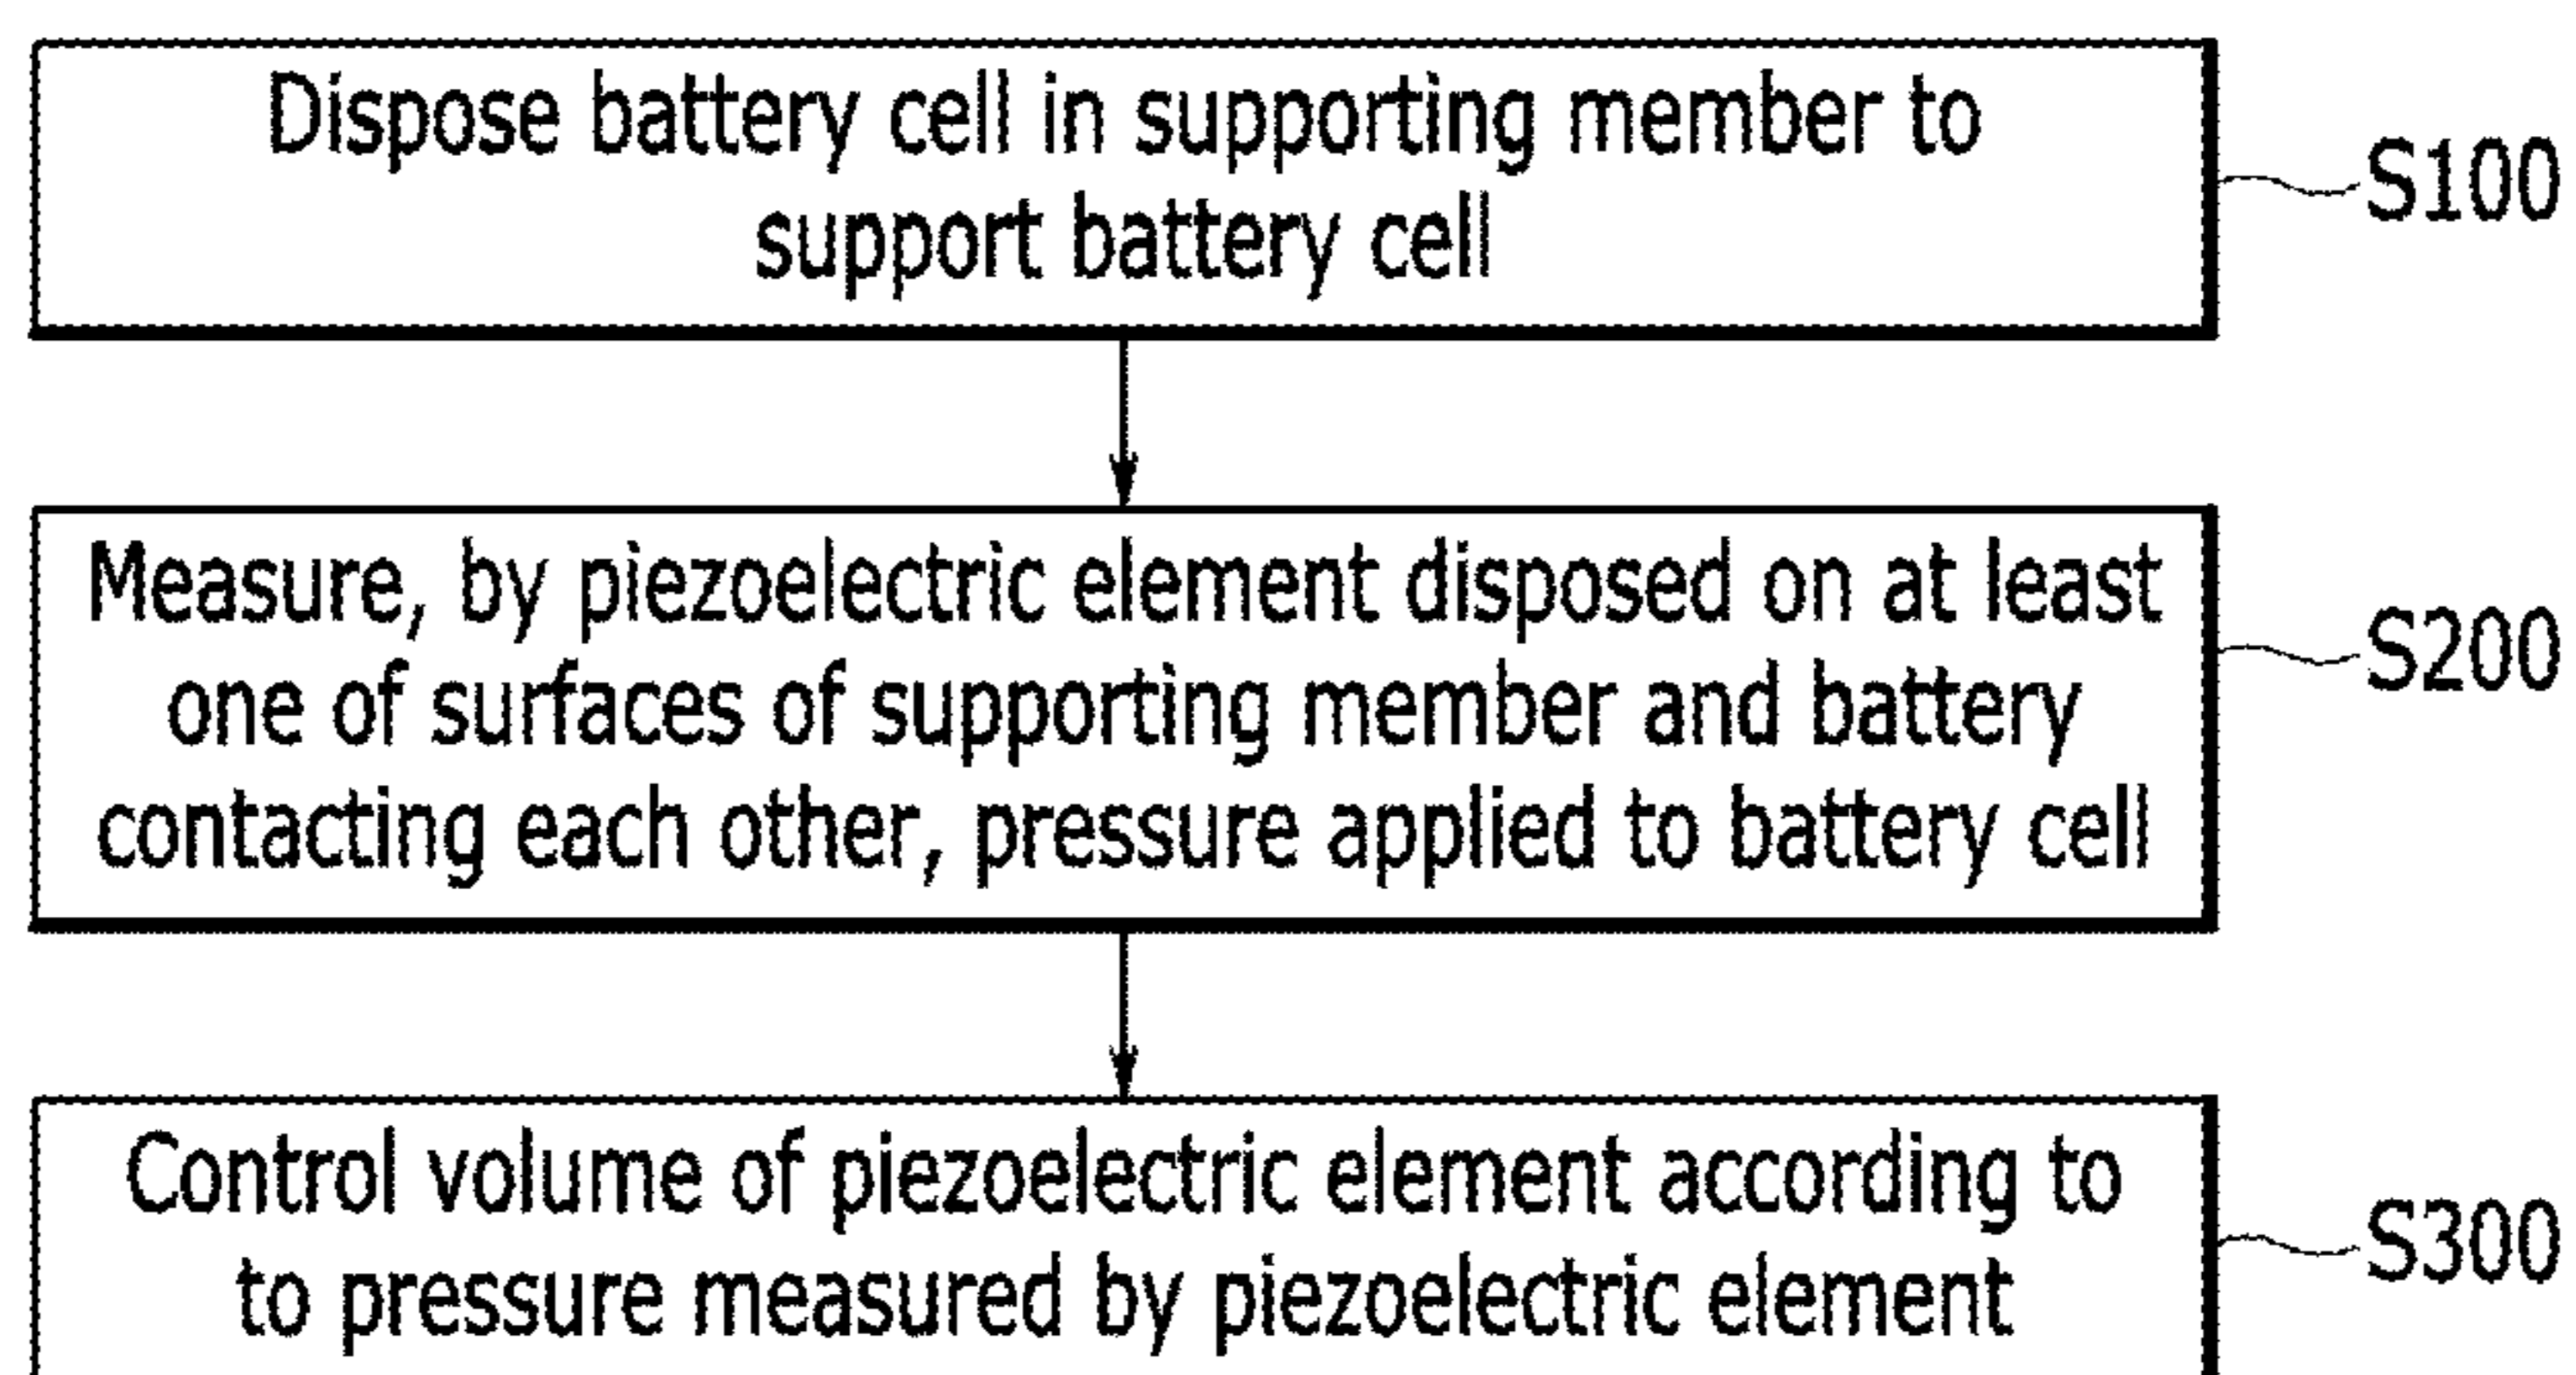 Dispose battery cell in supporting member to
support battery cell
S100
Measure, by piezoelectric element disposed on at least
one of surfaces of supporting member and battery
contacting each other, pressure applied to battery cell
S200
Control volume of piezoelectric element according to
to pressure measured by piezoelectric element
S300